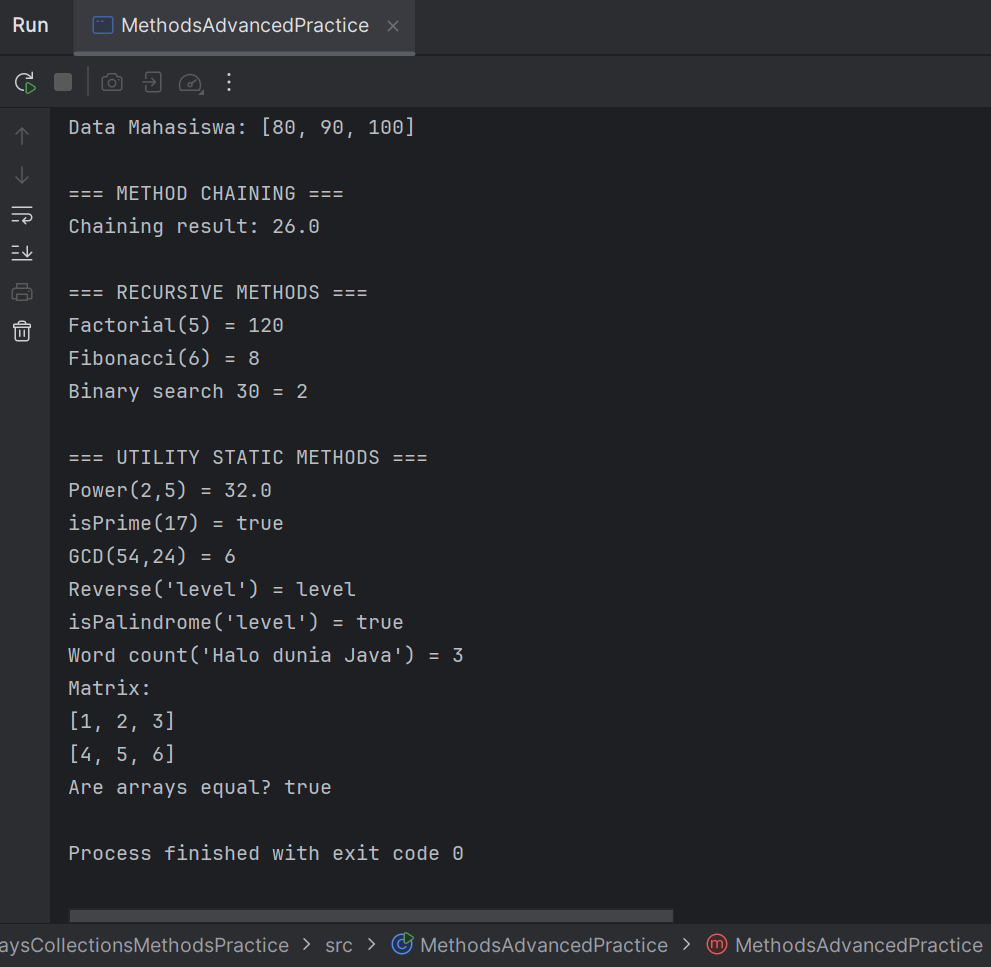 Run MethodsAdvancedPractice
Data Mahasiswa: [80, 90, 100]
=== METHOD CHAINING ===
Chaining result: 26.0
=== RECURSIVE METHODS ===
Factorial(5) = 120
Fibonacci(6) = 8
Binary search 30 = 2
=== UTILITY STATIC METHODS ===
Power(2,5) = 32.0
isPrime(17) = true
GCD(54,24) = 6
Reverse('level') = level
isPalindrome('level') = true
Word count('Halo dunia Java') = 3
Matrix:
[1, 2, 3]
[4, 5, 6]
Are arrays equal? true
Process finished with exit code 0
aysCollectionsMethodsPractice > src > MethodsAdvancedPractice > MethodsAdvancedPractice